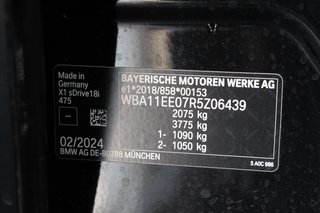 BAYERISCHE MOTOREN WERKE AG
e1*2018/858*00153
WBA11EE07R5Z06439
Made in
Germany
X1 sDrive18i
475
2075 kg
3775 kg
1- 1090 kg
2- 1050 kg
02/2024
BMW AG DE-80788 MÜNCHEN
5 A0C 986